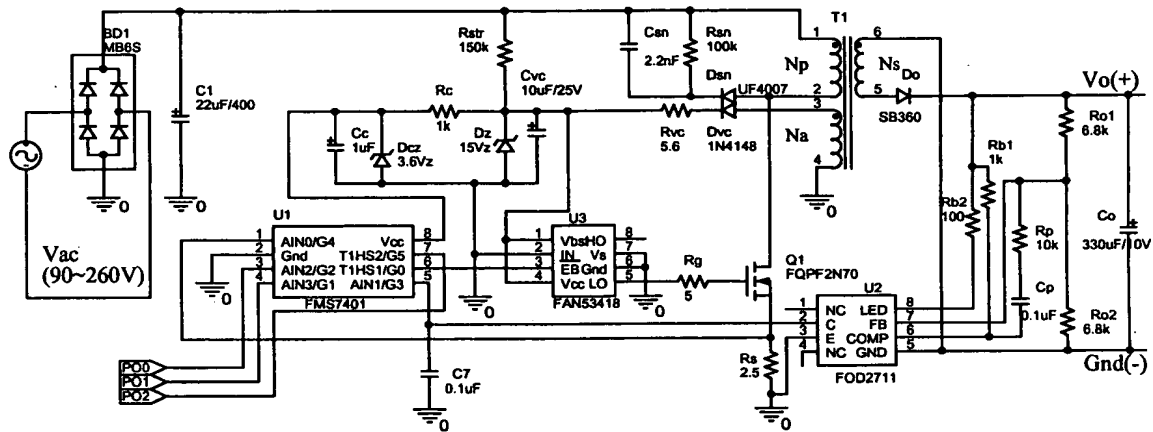 BD1
MB6S
C1
22uF/400
Vac
(90~260V)
Rstr
150k
Csn
2.2nF
Rsn
100k
Dsn
UF4007
T1
1
2
3
4
6
5
Np
Ns
Na
Do
SB360
Vo(+)
Rc
1k
Cvc
10uF/25V
Cc
1uF
Dcz
3.6Vz
Dz
15Vz
Rvc
5.6
Dvc
1N4148
0
0
0
0
Ro1
6.8k
Rb1
1k
Rb2
100
Rp
10k
Cp
0.1uF
Co
330uF/10V
Ro2
6.8k
Gnd(-)
U1
1 AIN0/G4 Vcc 8
2 Gnd T1HS2/G5 7
3 AIN2/G2 T1HS1/G0 6
4 AIN3/G1 AIN1/G3 5
FMS7401
0
U3
1 VbsHO 8
2 IN Vs 7
3 EB Gnd 6
4 Vcc LO 5
FAN53418
0
Rg
5
Q1
FQPF2N70
U2
1 NC LED 8
2 C FB 7
3 E COMP 6
4 NC GND 5
FOD2711
Rs
2.5
0
C7
0.1uF
0
PO0
PO1
PO2